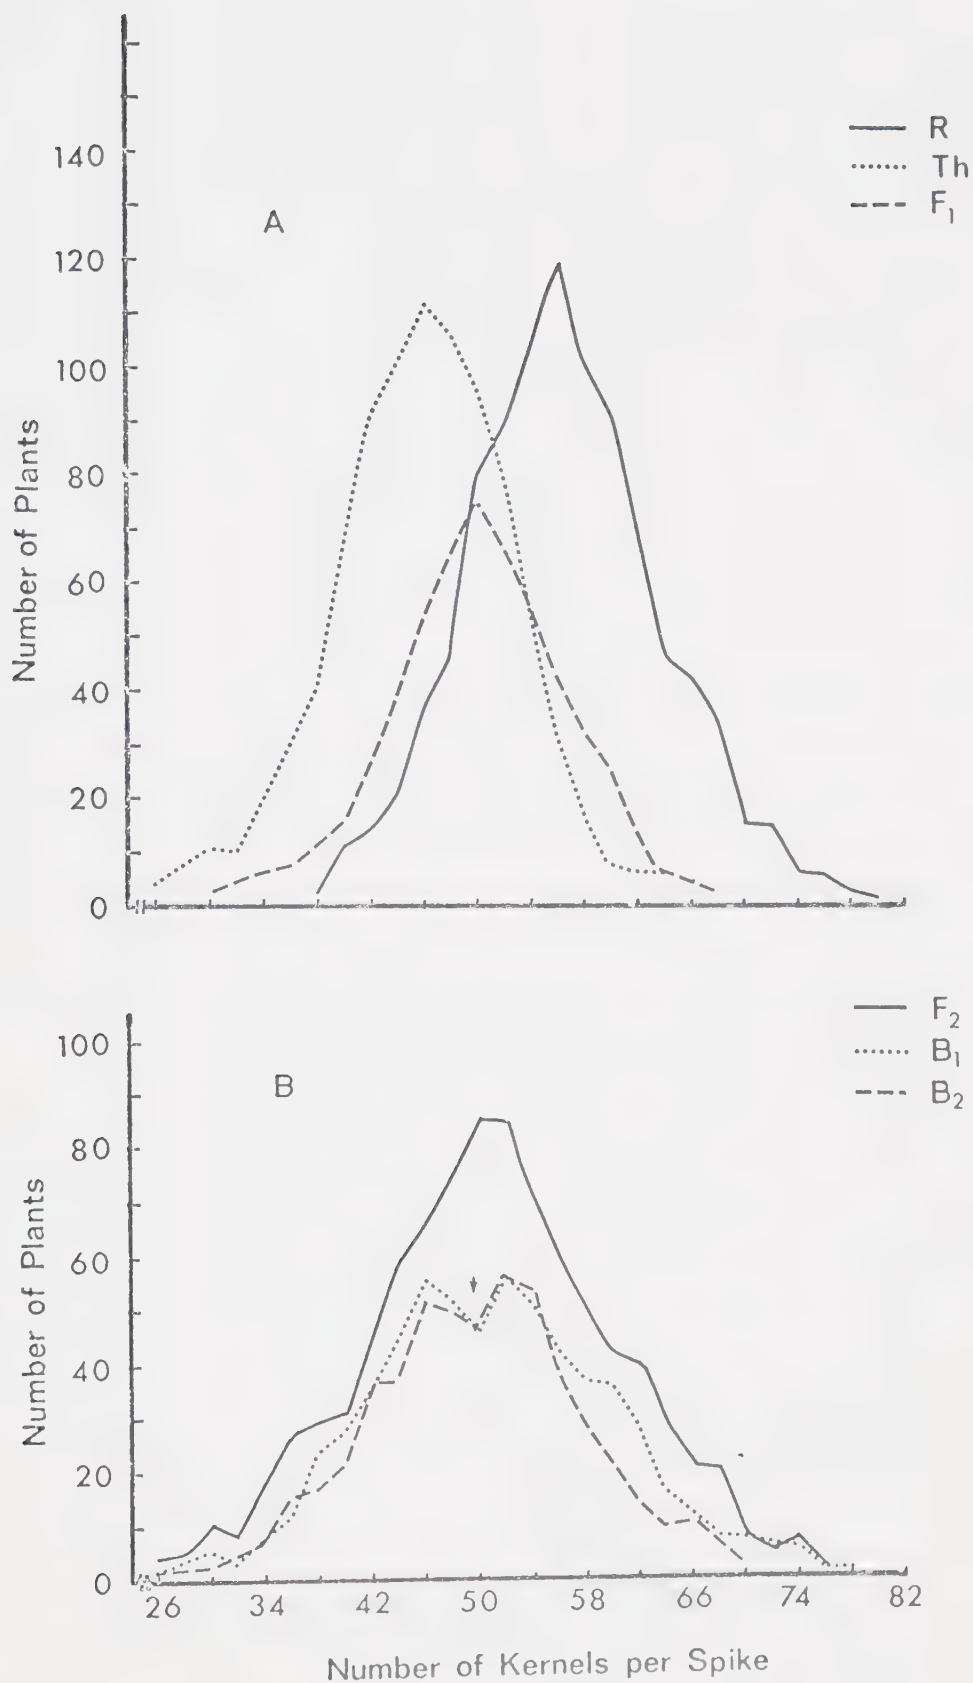 R
Th
F₁
A
140
120
100
80
60
40
20
0
Number of Plants
F₂
B₁
B₂
B
100
80
60
40
20
0
Number of Plants
26 34 42 50 58 66 74 82
Number of Kernels per Spike